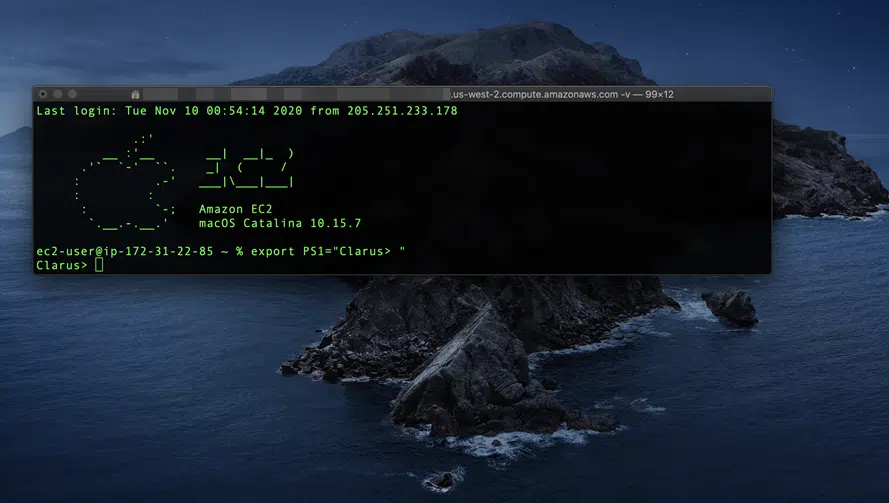 .us-west-2.compute.amazonaws.com -v — 99×12
Last login: Tue Nov 10 00:54:14 2020 from 205.251.233.178
Amazon EC2
macOS Catalina 10.15.7
ec2-user@ip-172-31-22-85 ~ % export PS1="Clarus> "
Clarus>